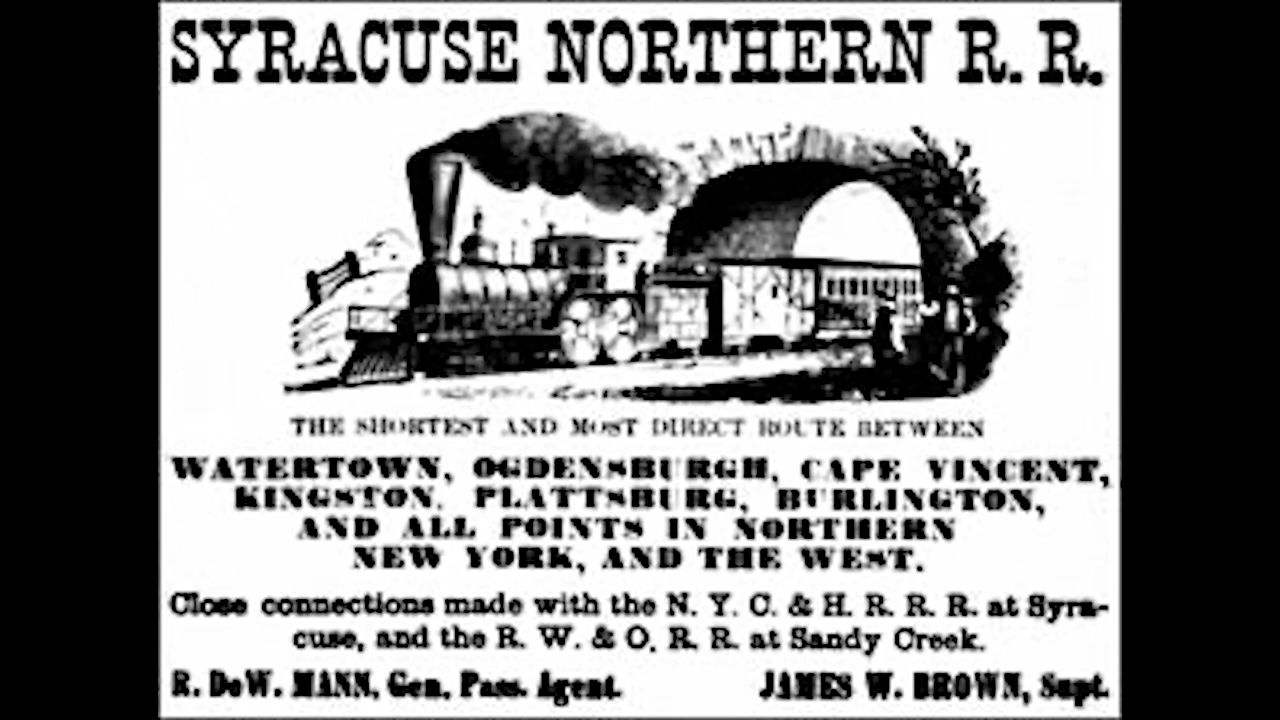 SYRACUSE NORTHERN R. R.
THE SHORTEST AND MOST DIRECT ROUTE BETWEEN
WATERTOWN, OGDENSBURGH, CAPE VINCENT,
KINGSTON, PLATTSBURG, BURLINGTON,
AND ALL POINTS IN NORTHERN
NEW YORK, AND THE WEST.
Close connections made with the N. Y. C. & H. R. R. R. at Syra-
cuse, and the R. W. & O. R. R. at Sandy Creek.
R. DeW. MANN, Gen. Pass. Agent. JAMES W. BROWN, Supt.